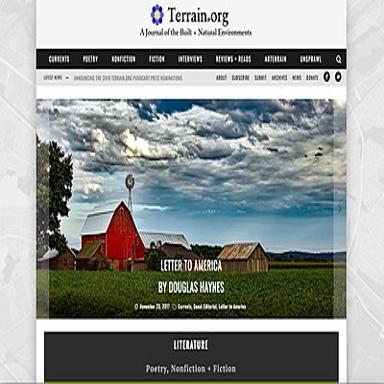 Terrain.org
A Journal of the Built + Natural Environments
CURRENTS POETRY NONFICTION FICTION INTERVIEWS REVIEWS + READS ARTERRAIN UNSPRAWL
LATEST NEWS → ANNOUNCING THE 2018 TERRAIN.ORG PUSHCART PRIZE NOMINATIONS ABOUT SUBSCRIBE SUBMIT ARCHIVES NEWS DONATE
LETTER TO AMERICA
BY DOUGLAS HAYNES
November 23, 2017 Currents, Guest Editorial, Letter to America
LITERATURE
Poetry, Nonfiction + Fiction